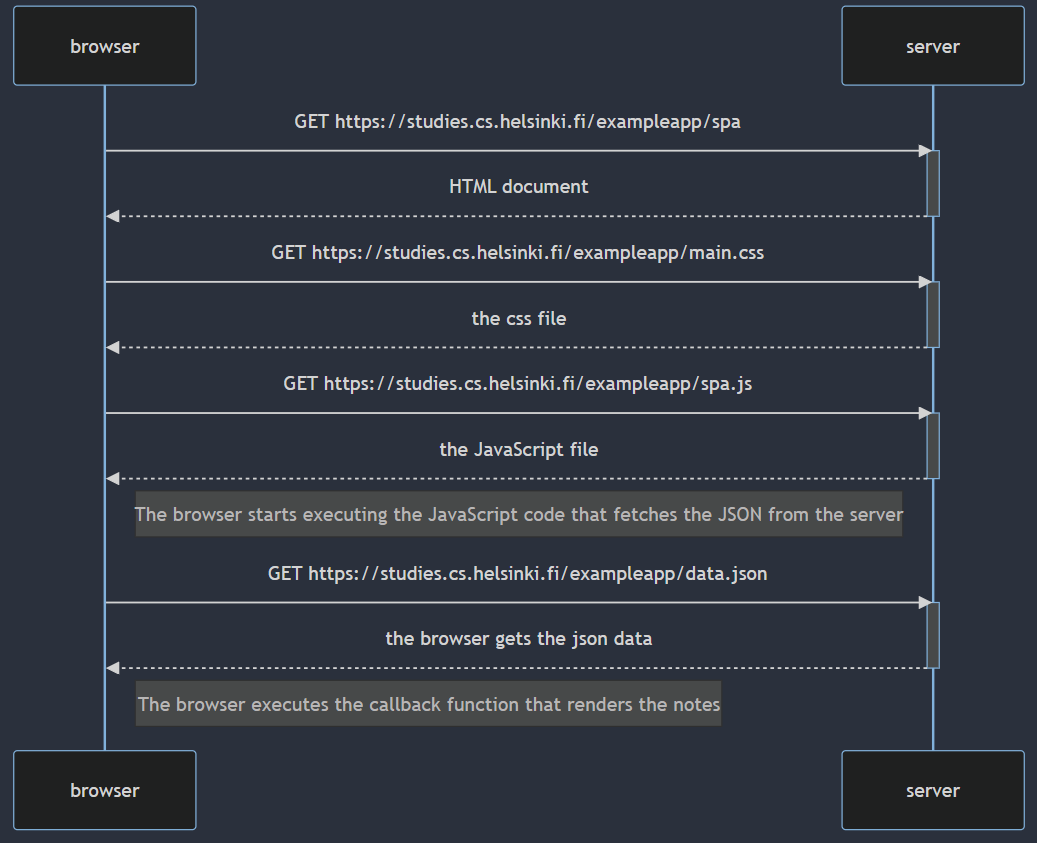 browser
server
GET https://studies.cs.helsinki.fi/exampleapp/spa
HTML document
GET https://studies.cs.helsinki.fi/exampleapp/main.css
the css file
GET https://studies.cs.helsinki.fi/exampleapp/spa.js
the JavaScript file
The browser starts executing the JavaScript code that fetches the JSON from the server
GET https://studies.cs.helsinki.fi/exampleapp/data.json
the browser gets the json data
The browser executes the callback function that renders the notes
browser
server